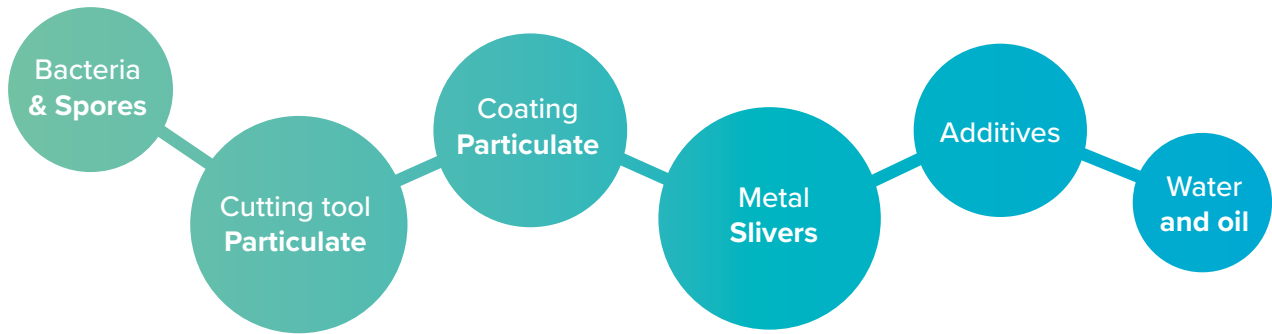 Bacteria
& Spores
Cutting tool
Particulate
Coating
Particulate
Metal
Slivers
Additives
Water
and oil